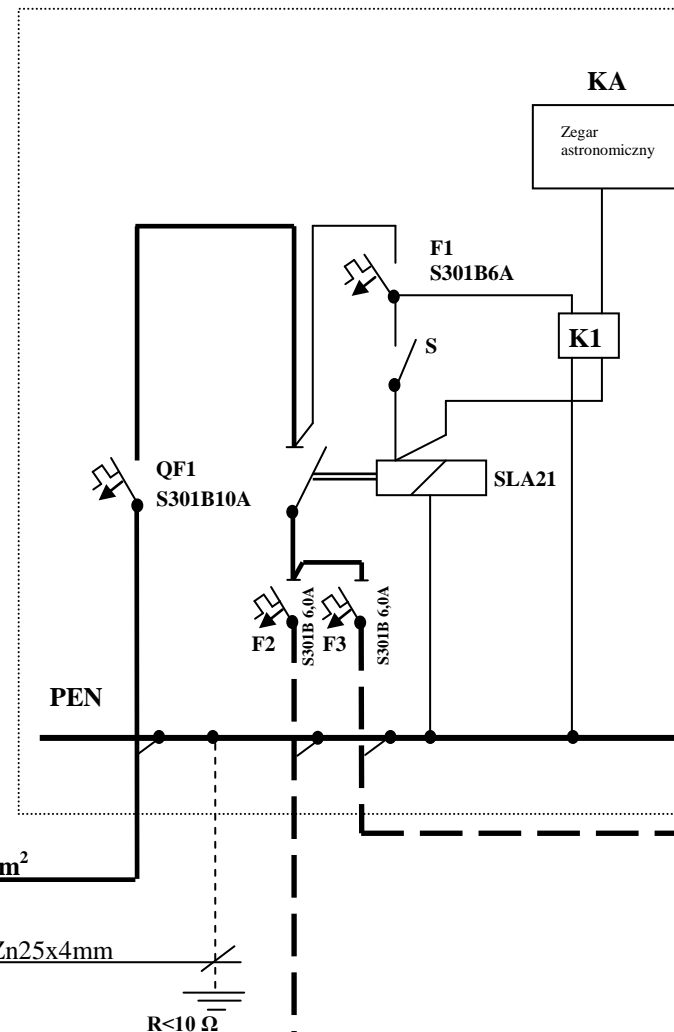 KA
Zegar
astronomiczny
F1
S301B6A
K1
S
QF1
S301B10A
SLA21
S301B 6,0A
S301B 6,0A
F2
F3
PEN
m²
Zn25x4mm
R<10 Ω